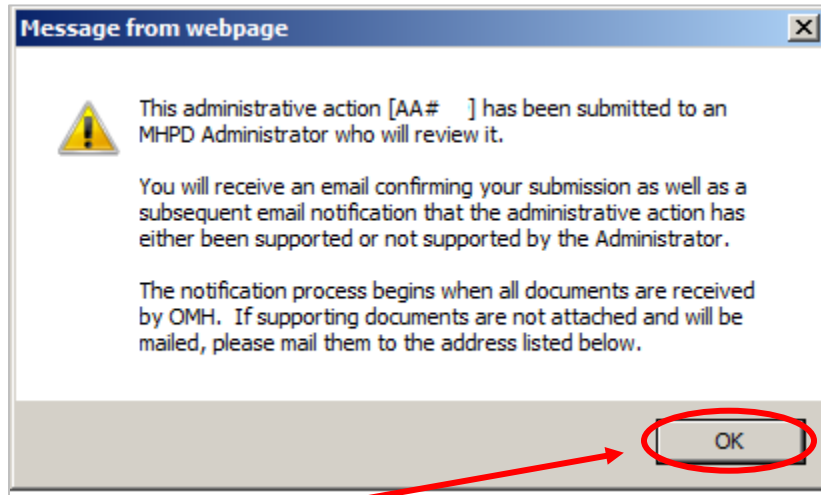 Message from webpage
This administrative action [AA# ] has been submitted to an
MHPD Administrator who will review it.
You will receive an email confirming your submission as well as a
subsequent email notification that the administrative action has
either been supported or not supported by the Administrator.
The notification process begins when all documents are received
by OMH. If supporting documents are not attached and will be
mailed, please mail them to the address listed below.
OK